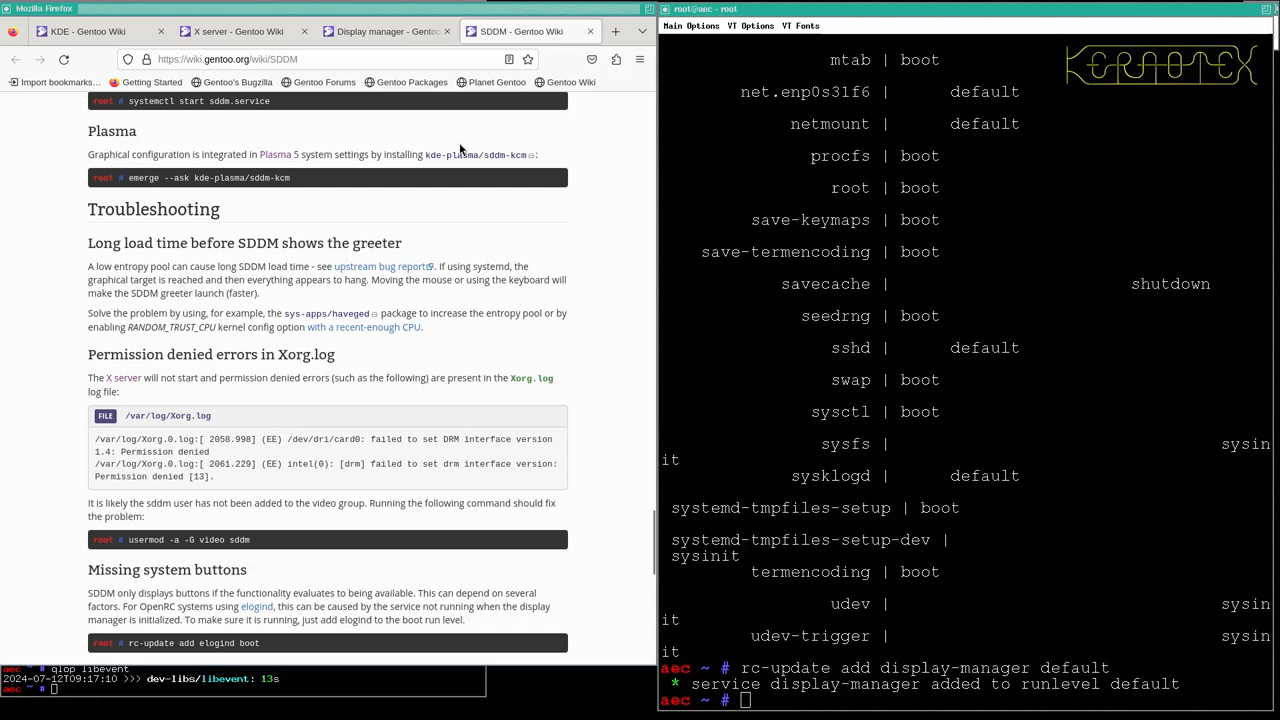 Mozilla Firefox
KDE - Gentoo Wiki
X server - Gentoo Wiki
Display manager - Gentoo
SDDM - Gentoo Wiki
https://wiki.gentoo.org/wiki/SDDM
Import bookmarks…
Getting Started
Gentoo's Bugzilla
Gentoo Forums
Gentoo Packages
Planet Gentoo
Gentoo Wiki
root # systemctl start sddm.service
Plasma
Graphical configuration is integrated in Plasma 5 system settings by installing kde-plasma/sddm-kcm:
root # emerge --ask kde-plasma/sddm-kcm
Troubleshooting
Long load time before SDDM shows the greeter
A low entropy pool can cause long SDDM load time - see upstream bug report. If using systemd, the
graphical target is reached and then everything appears to hang. Moving the mouse or using the keyboard will
make the SDDM greeter launch (faster).
Solve the problem by using, for example, the sys-apps/haveged package to increase the entropy pool or by
enabling RANDOM_TRUST_CPU kernel config option with a recent-enough CPU.
Permission denied errors in Xorg.log
The X server will not start and permission denied errors (such as the following) are present in the Xorg.log
log file:
FILE /var/log/Xorg.log
/var/log/Xorg.0.log:[ 2058.998] (EE) /dev/dri/card0: failed to set DRM interface version
1.4: Permission denied
/var/log/Xorg.0.log:[ 2061.229] (EE) intel(0): [drm] failed to set drm interface version:
Permission denied [13].
It is likely the sddm user has not been added to the video group. Running the following command should fix
the problem:
root # usermod -a -G video sddm
Missing system buttons
SDDM only displays buttons if the functionality evaluates to being available. This can depend on several
factors. For OpenRC systems using elogind, this can be caused by the service not running when the display
manager is initialized. To make sure it is running, just add elogind to the boot run level.
root # rc-update add elogind boot
aec ~ # qlop libevent
2024-07-12T09:17:10 >>> dev-libs/libevent: 13s
aec ~ #
root@aec - root
Main Options VT Options VT Fonts
mtab | boot
net.enp0s31f6 | default
netmount | default
procfs | boot
root | boot
save-keymaps | boot
save-termencoding | boot
savecache | shutdown
seedrng | boot
sshd | default
swap | boot
sysctl | boot
sysfs | sysin
it
sysklogd | default
systemd-tmpfiles-setup | boot
systemd-tmpfiles-setup-dev |
sysinit
termencoding | boot
udev | sysin
it
udev-trigger | sysin
it
aec ~ # rc-update add display-manager default
* service display-manager added to runlevel default
aec ~ #